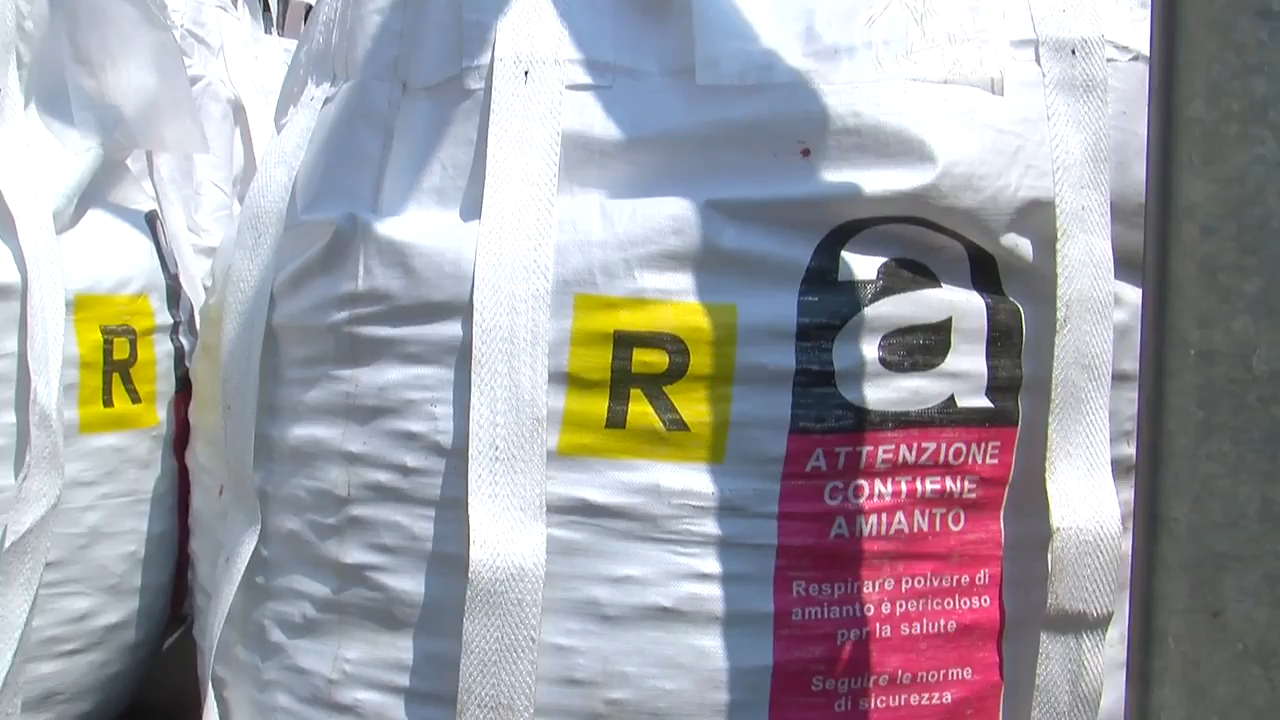 R
R
a
ATTENZIONE
CONTIENE
AMIANTO
Respirare polvere di
amianto è pericoloso
per la salute
Seguire le norme
di sicurezza